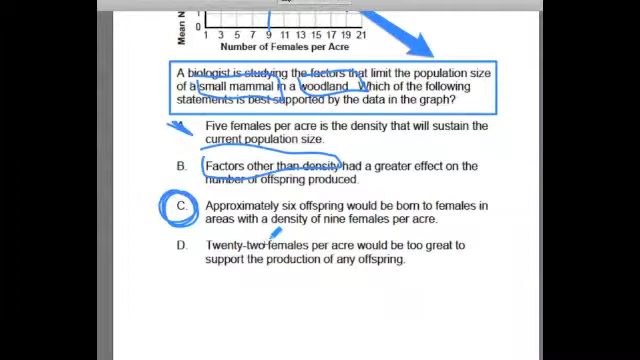 Mean N
1
1 3 5 7 9 11 13 15 17 19 21
Number of Females per Acre
A biologist is studying the factors that limit the population size
of a small mammal in a woodland. Which of the following
statements is best supported by the data in the graph?
A. Five females per acre is the density that will sustain the
current population size.
B. Factors other than density had a greater effect on the
number of offspring produced.
C. Approximately six offspring would be born to females in
areas with a density of nine females per acre.
D. Twenty-two females per acre would be too great to
support the production of any offspring.